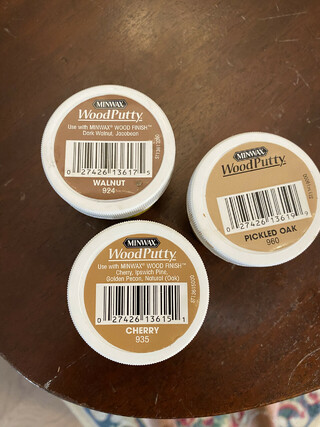 MINWAX
WoodPutty
Use with MINWAX® WOOD FINISH™
Dark Walnut, Jacobean
0 27426 13617 5
WALNUT
924
MINWAX
WoodPutty
0 27426 13619 9
PICKLED OAK
960
MINWAX
WoodPutty
Use with MINWAX® WOOD FINISH™
Cherry, Ipswich Pine,
Golden Pecan, Natural (Oak)
0 27426 13615 1
CHERRY
935